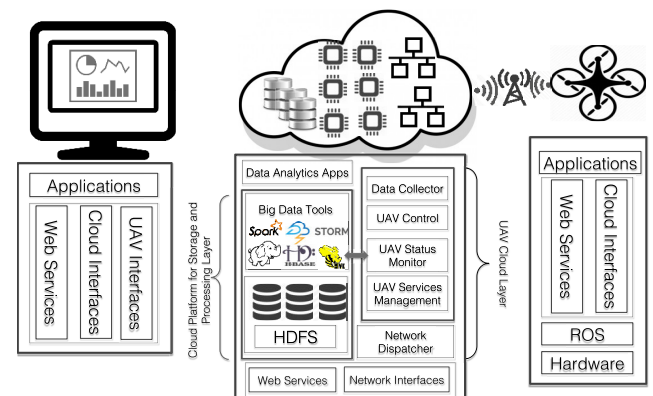 Applications
Web Services
Cloud Interfaces
UAV Interfaces
Cloud Platform for Storage and
Processing Layer
Data Analytics Apps
Big Data Tools
Spark
STORM
HBASE
HIVE
HDFS
Data Collector
UAV Control
UAV Status
Monitor
UAV Services
Management
Network
Dispatcher
Web Services
Network Interfaces
UAV Cloud Layer
Applications
Web Services
Cloud Interfaces
ROS
Hardware